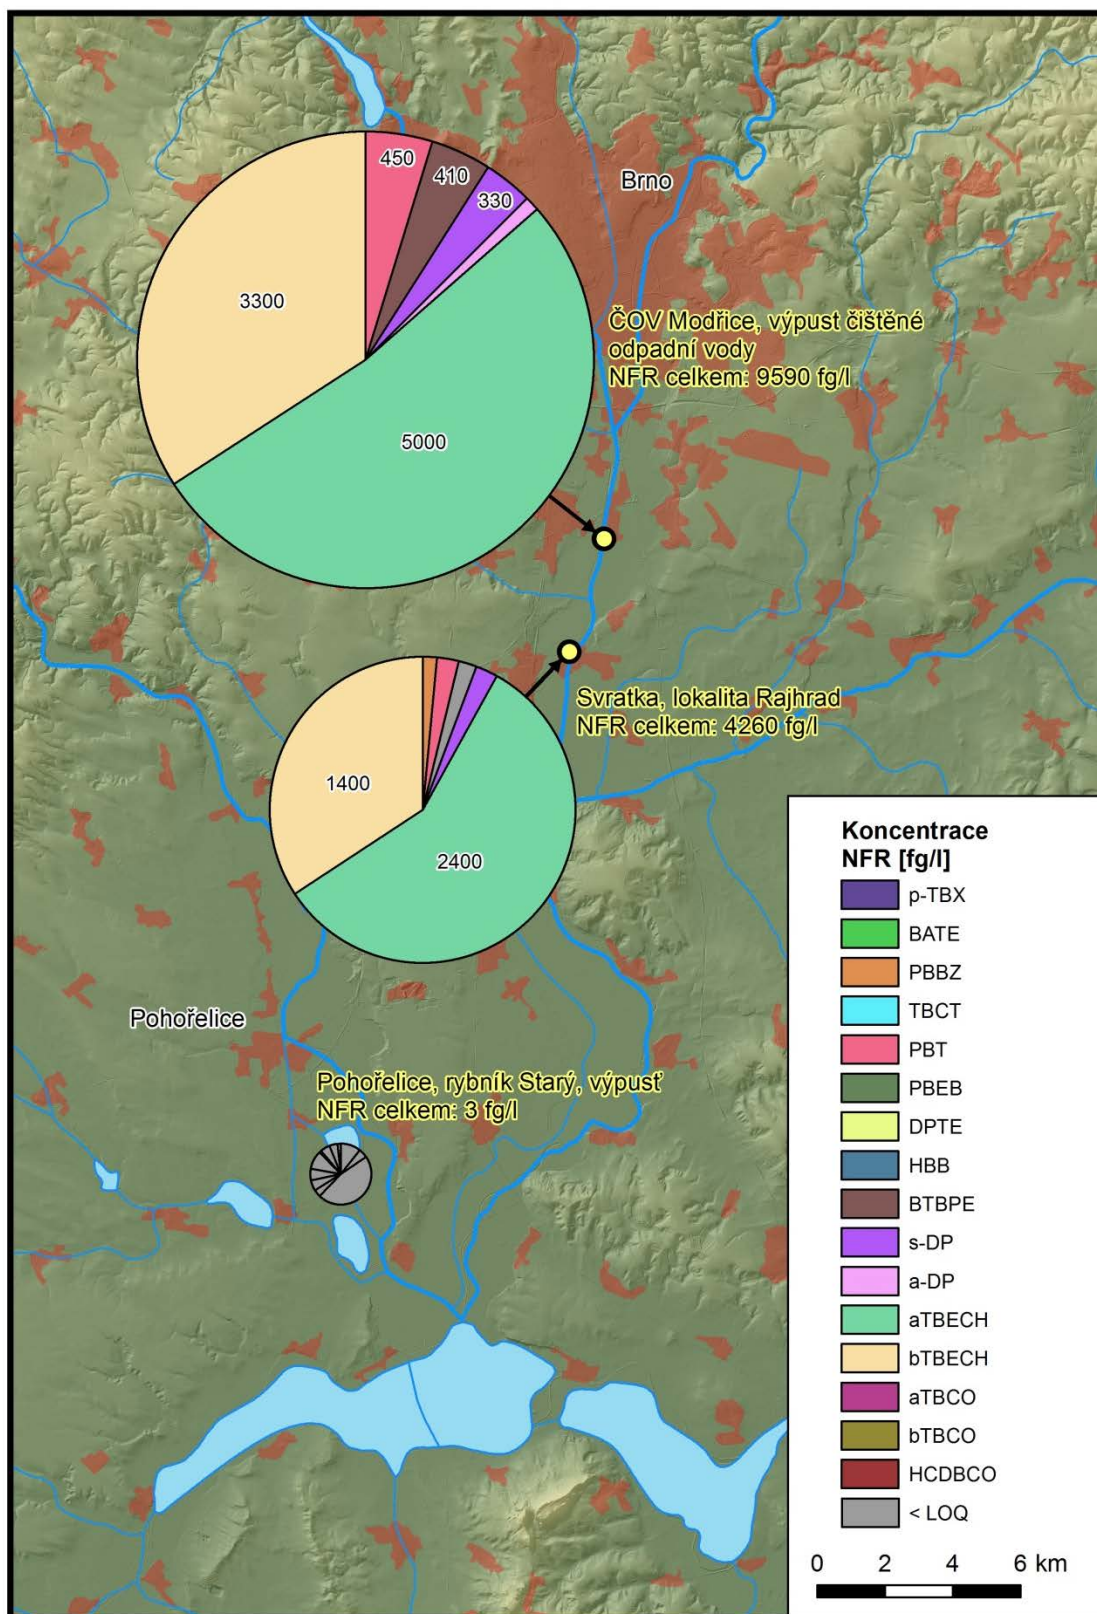 450
410
330
Brno
3300
ČOV Modřice, výpust čištěné
odpadní vody
NFR celkem: 9590 fg/l
5000
Svratka, lokalita Rajhrad
NFR celkem: 4260 fg/l
1400
2400
Pohořelice
Pohořelice, rybník Starý, výpusť
NFR celkem: 3 fg/l
Koncentrace
NFR [fg/l]
p-TBX
BATE
PBBZ
TBCT
PBT
PBEB
DPTE
HBB
BTBPE
s-DP
a-DP
aTBECH
bTBECH
aTBCO
bTBCO
HCDBCO
< LOQ
0 2 4 6 km